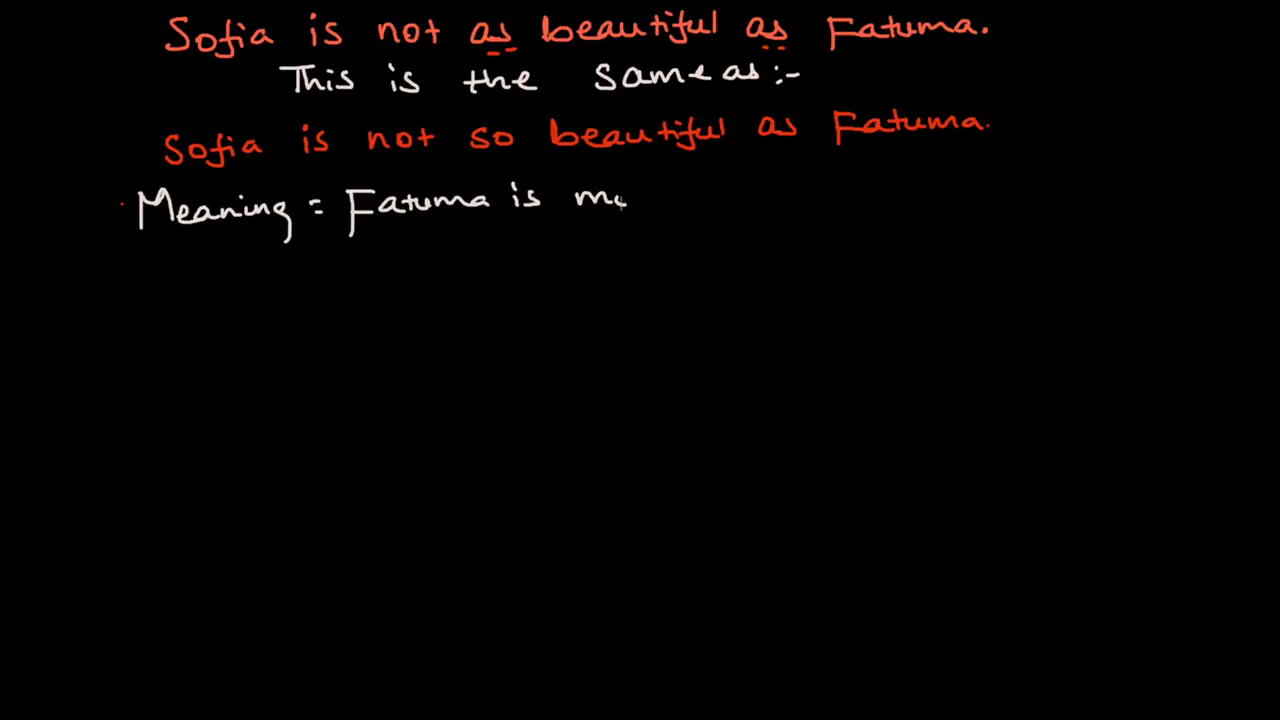 Sofia is not as beautiful as Fatuma.
This is the same as :-
Sofia is not so beautiful as Fatuma.
Meaning = Fatuma is